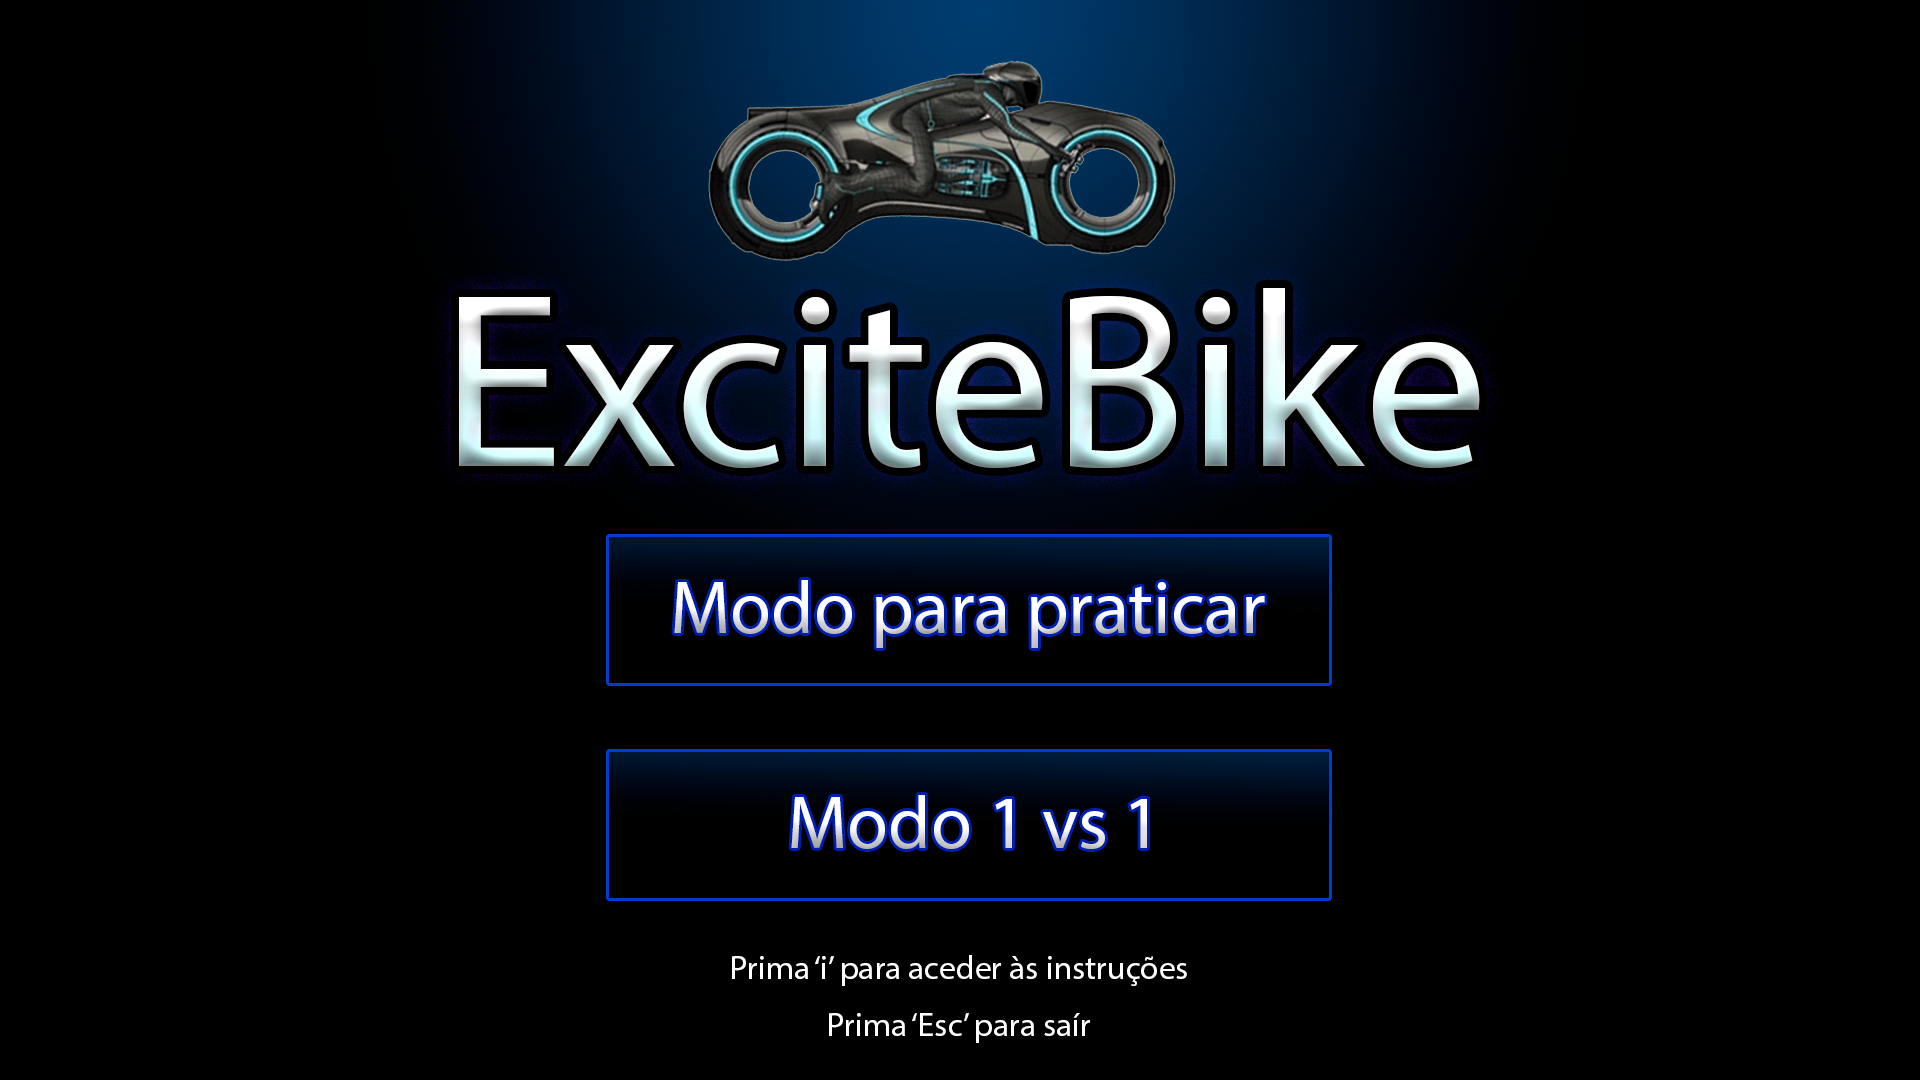 ExciteBike
Modo para praticar
Modo 1 vs 1
Prima ‘i’ para aceder às instruções
Prima ‘Esc’ para saír